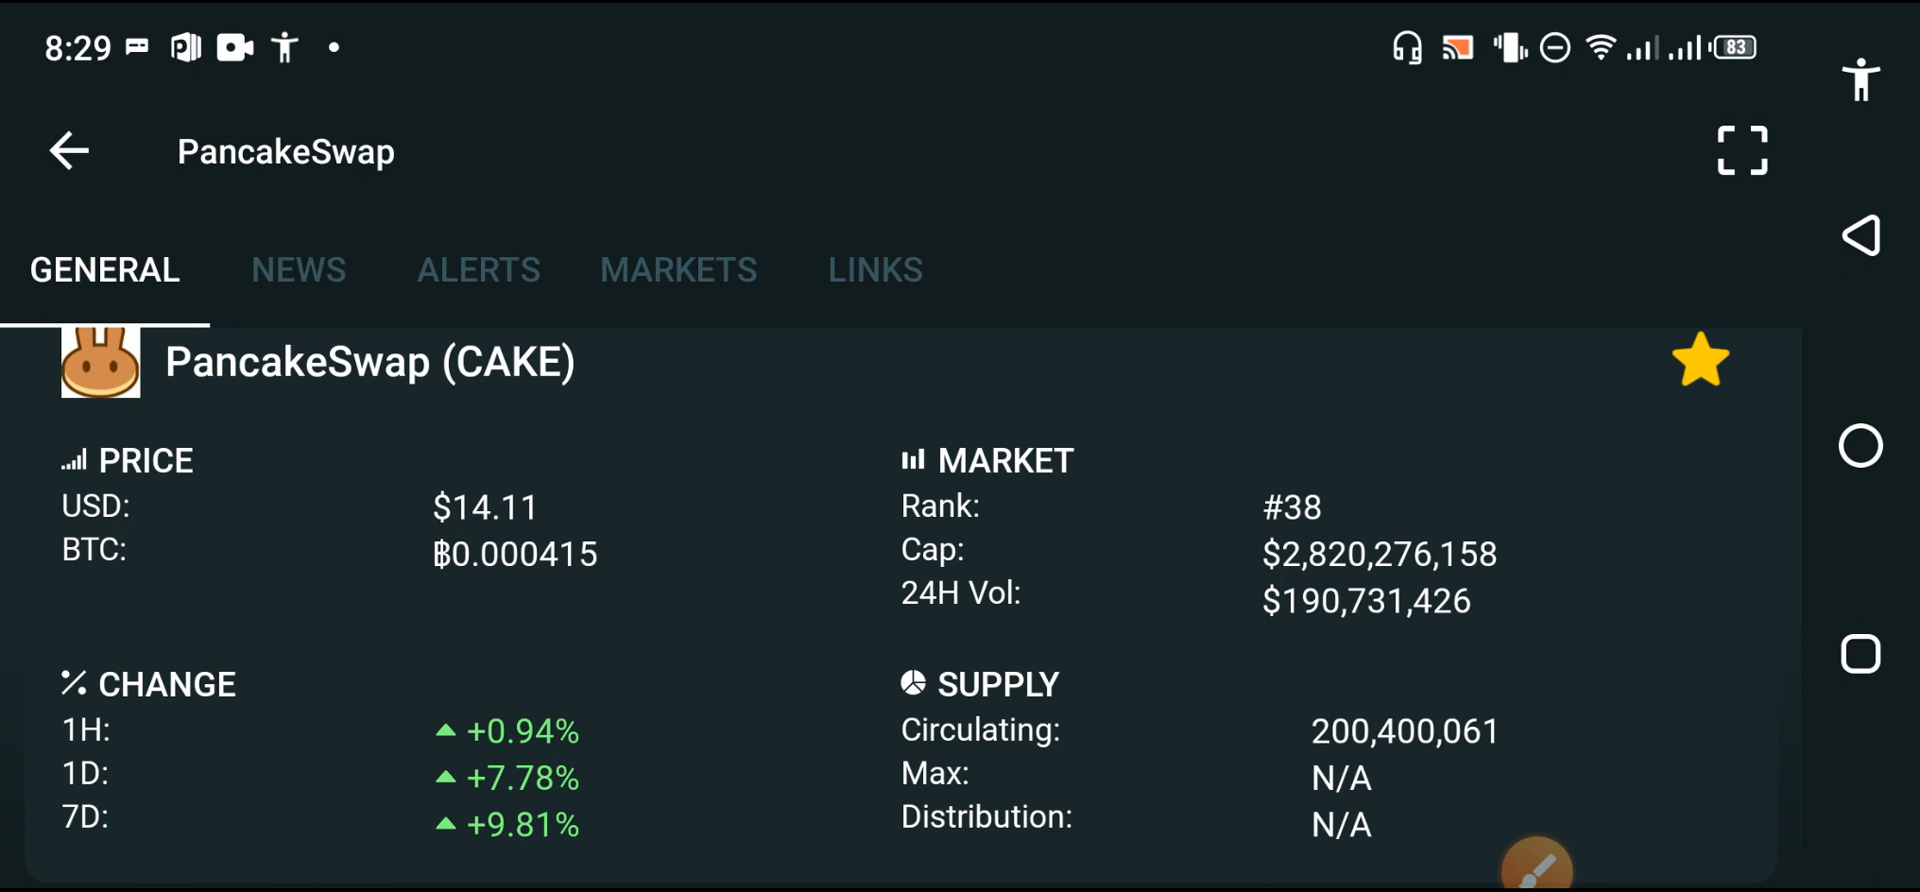 8:29
83
PancakeSwap
GENERAL NEWS ALERTS MARKETS LINKS
PancakeSwap (CAKE)
PRICE
USD: $14.11
BTC: ฿0.000415
MARKET
Rank: #38
Cap: $2,820,276,158
24H Vol: $190,731,426
CHANGE
1H: +0.94%
1D: +7.78%
7D: +9.81%
SUPPLY
Circulating: 200,400,061
Max: N/A
Distribution: N/A